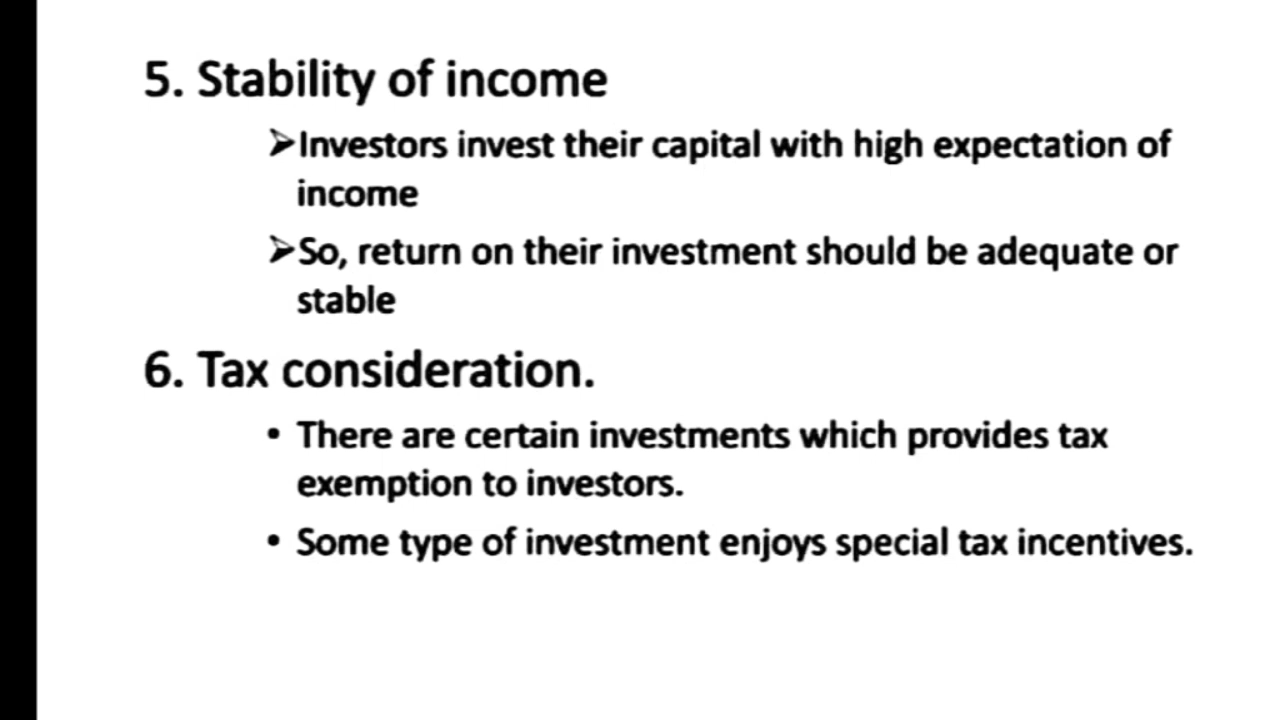 5. Stability of income
➢Investors invest their capital with high expectation of
income
➢So, return on their investment should be adequate or
stable
6. Tax consideration.
• There are certain investments which provides tax
exemption to investors.
• Some type of investment enjoys special tax incentives.